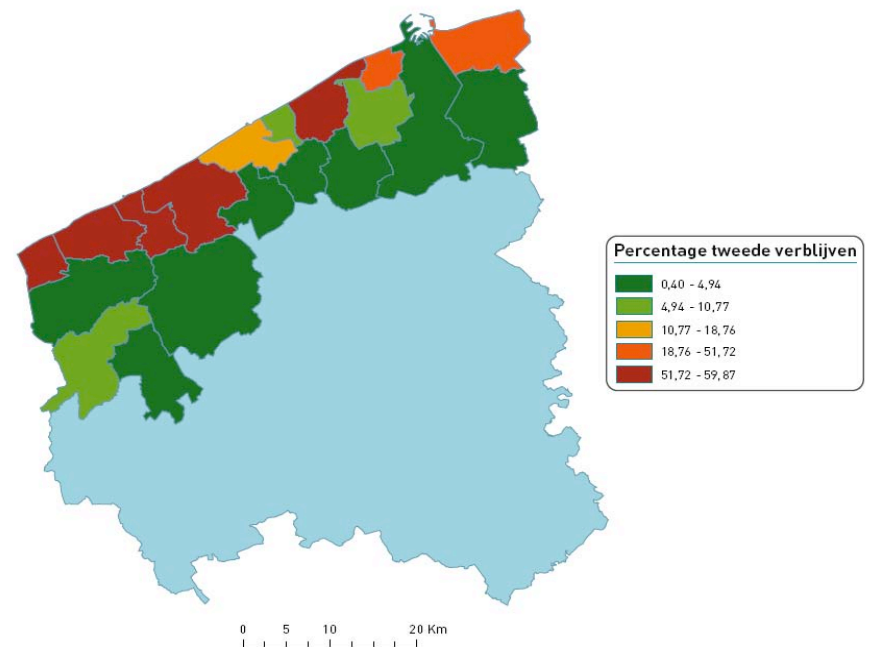 Percentage tweede verblijven
0,40 - 4,94
4,94 - 10,77
10,77 - 18,76
18,76 - 51,72
51,72 - 59,87
0 5 10 20 Km